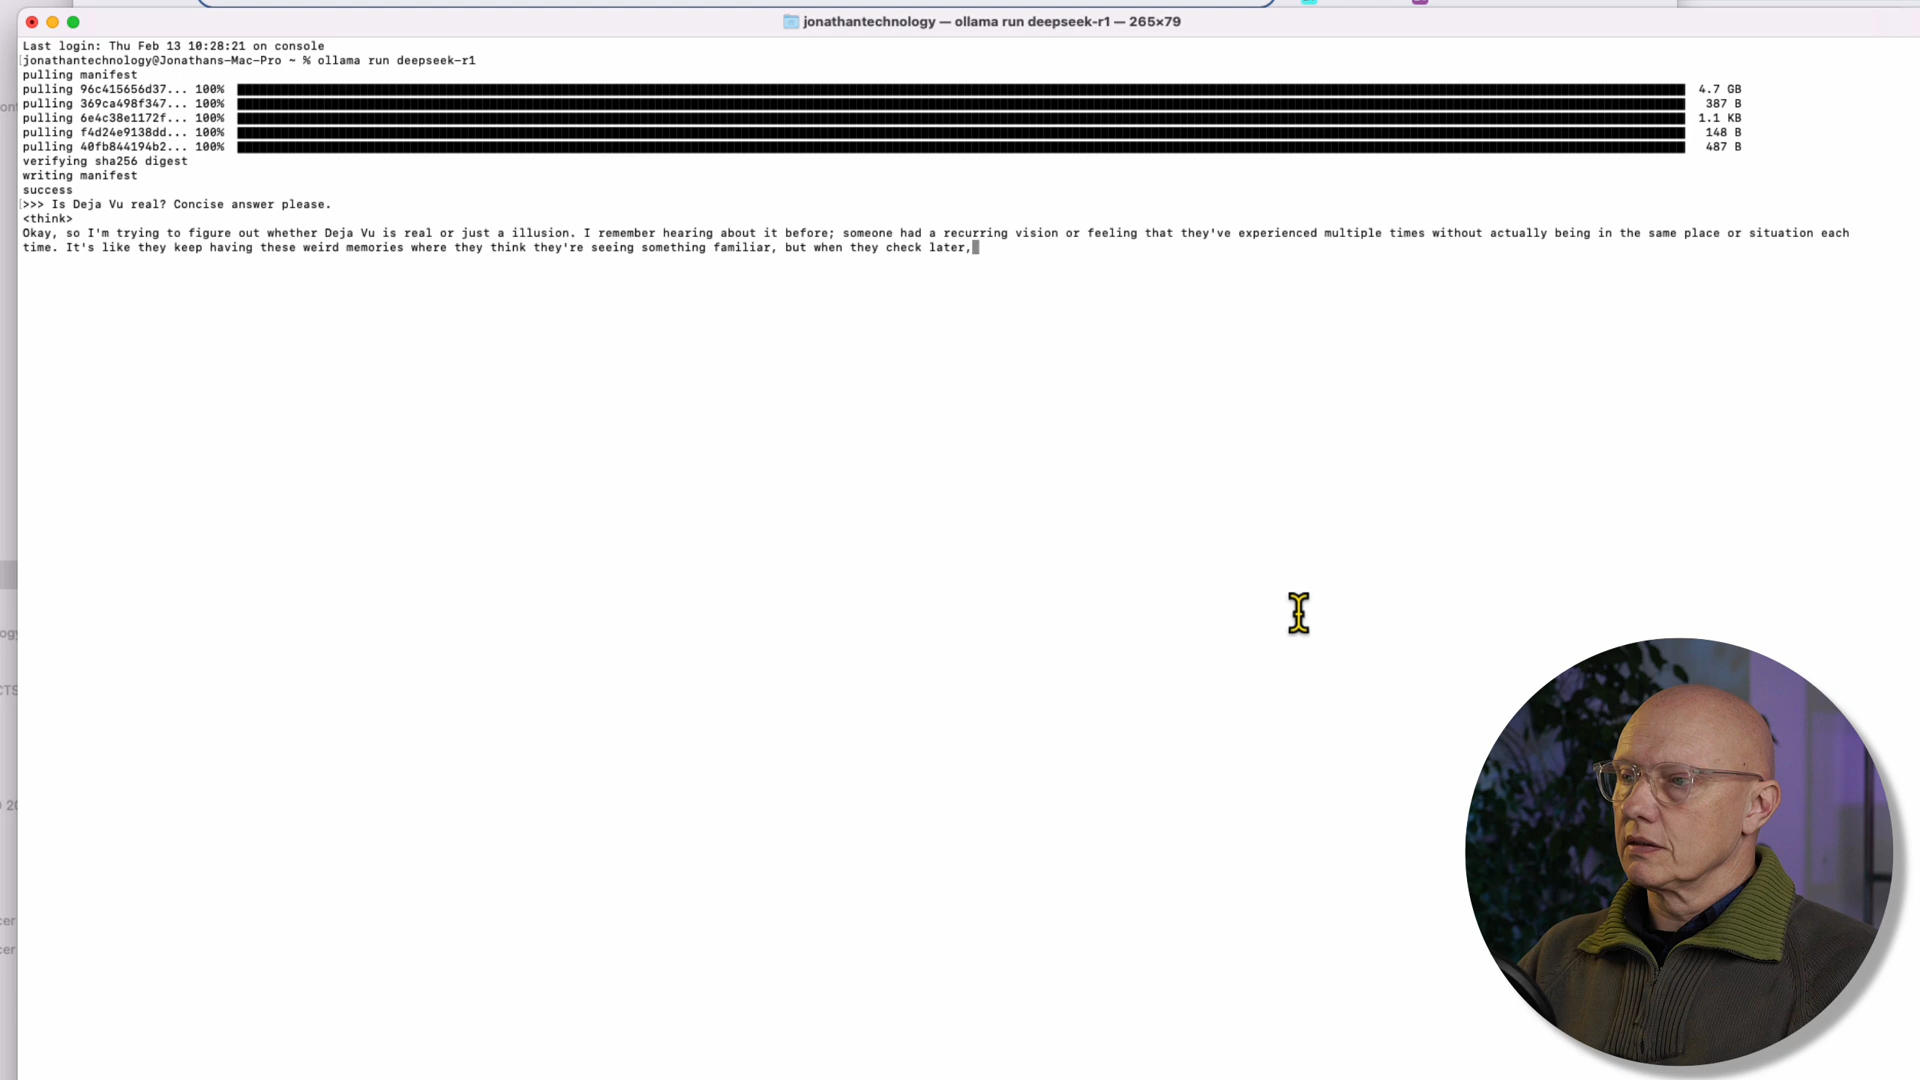 jonathantechnology — ollama run deepseek-r1 — 265×79
Last login: Thu Feb 13 10:28:21 on console
[jonathantechnology@Jonathans-Mac-Pro ~ % ollama run deepseek-r1
pulling manifest
pulling 96c415656d37... 100% 4.7 GB
pulling 369ca498f347... 100% 387 B
pulling 6e4c38e1172f... 100% 1.1 KB
pulling f4d24e9138dd... 100% 148 B
pulling 40fb844194b2... 100% 487 B
verifying sha256 digest
writing manifest
success
[>>> Is Deja Vu real? Concise answer please.
<think>
Okay, so I'm trying to figure out whether Deja Vu is real or just a illusion. I remember hearing about it before; someone had a recurring vision or feeling that they've experienced multiple times without actually being in the same place or situation each
time. It's like they keep having these weird memories where they think they're seeing something familiar, but when they check later,